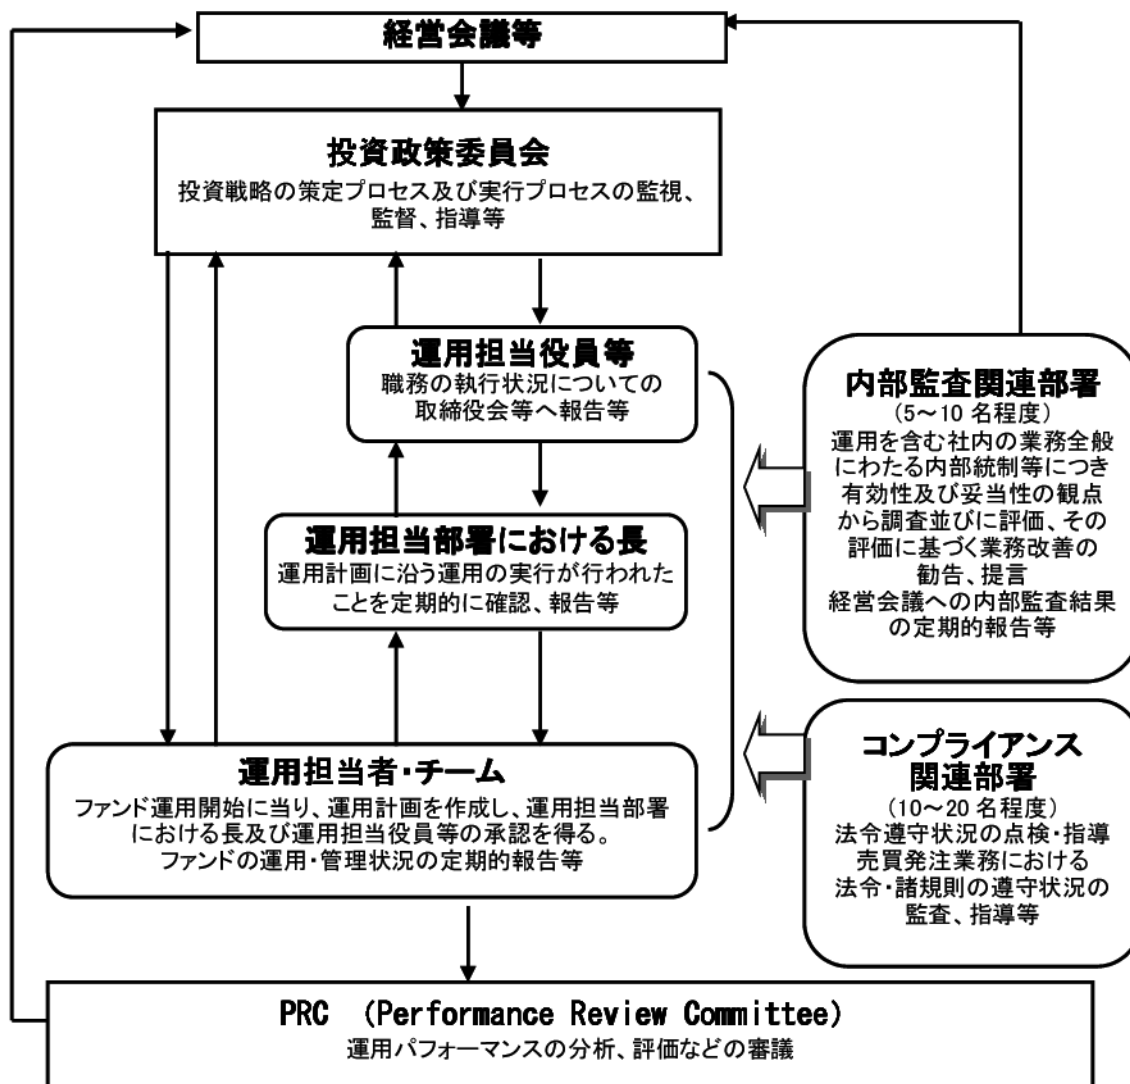 経営会議等
投資政策委員会
投資戦略の策定プロセス及び実行プロセスの監視、
監督、指導等
運用担当役員等
職務の執行状況についての
取締役会等へ報告等
運用担当部署における長
運用計画に沿う運用の実行が行われた
ことを定期的に確認、報告等
運用担当者・チーム
ファンド運用開始に当り、運用計画を作成し、運用担当部署
における長及び運用担当役員等の承認を得る。
ファンドの運用・管理状況の定期的報告等
内部監査関連部署
(5～10 名程度)
運用を含む社内の業務全般
にわたる内部統制等につき
有効性及び妥当性の観点
から調査並びに評価、その
評価に基づく業務改善の
勧告、提言
経営会議への内部監査結果
の定期的報告等
コンプライアンス
関連部署
(10～20 名程度)
法令遵守状況の点検・指導
売買発注業務における
法令・諸規則の遵守状況の
監査、指導等
PRC (Performance Review Committee)
運用パフォーマンスの分析、評価などの審議